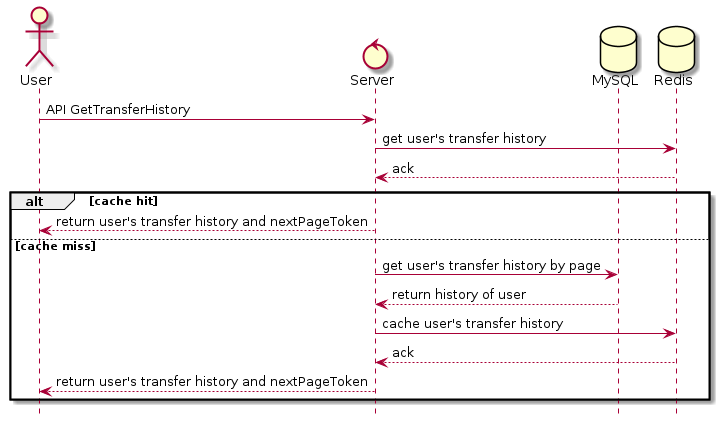 User
Server
MySQL
Redis
API GetTransferHistory
get user's transfer history
ack
alt
[cache hit]
return user's transfer history and nextPageToken
[cache miss]
get user's transfer history by page
return history of user
cache user's transfer history
ack
return user's transfer history and nextPageToken